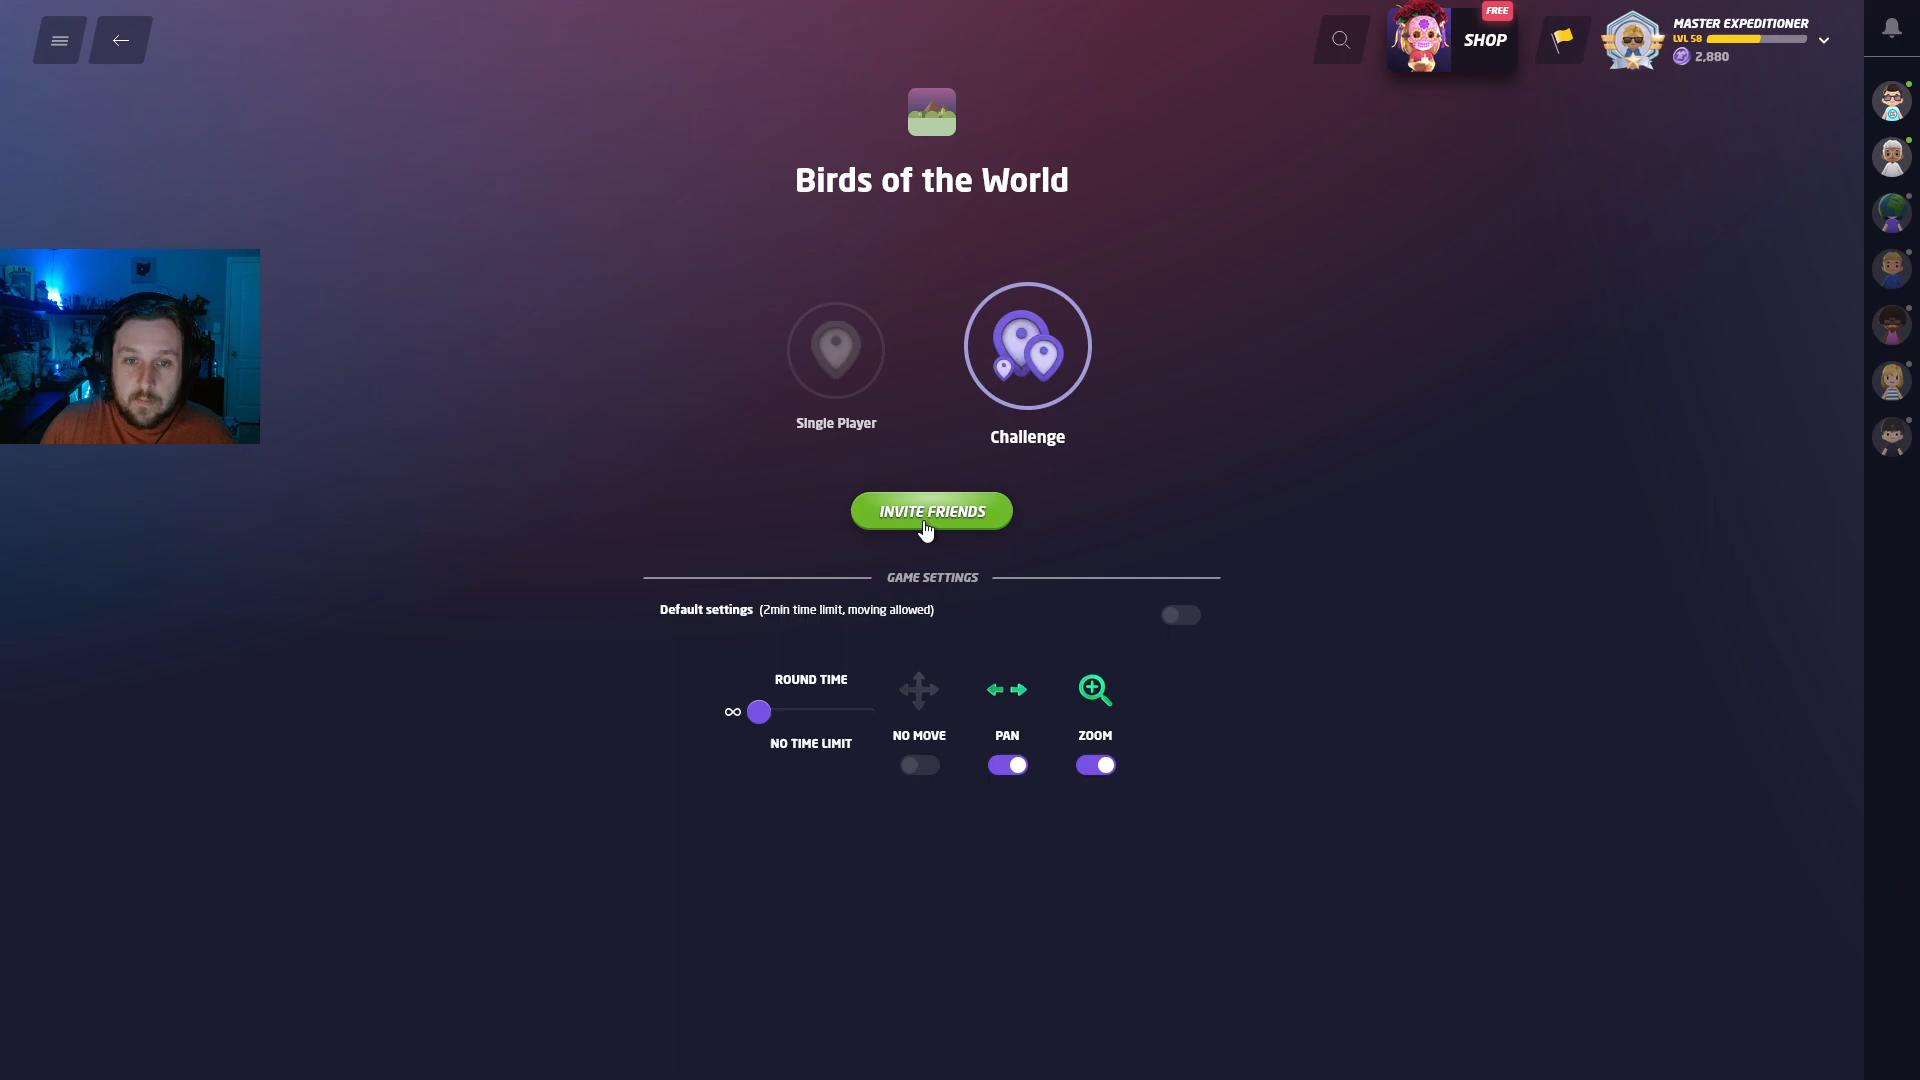 FREE
SHOP
MASTER EXPEDITIONER
LVL 58
2,880
Birds of the World
Single Player
Challenge
INVITE FRIENDS
GAME SETTINGS
Default settings (2min time limit, moving allowed)
ROUND TIME
∞
NO TIME LIMIT
NO MOVE
PAN
ZOOM